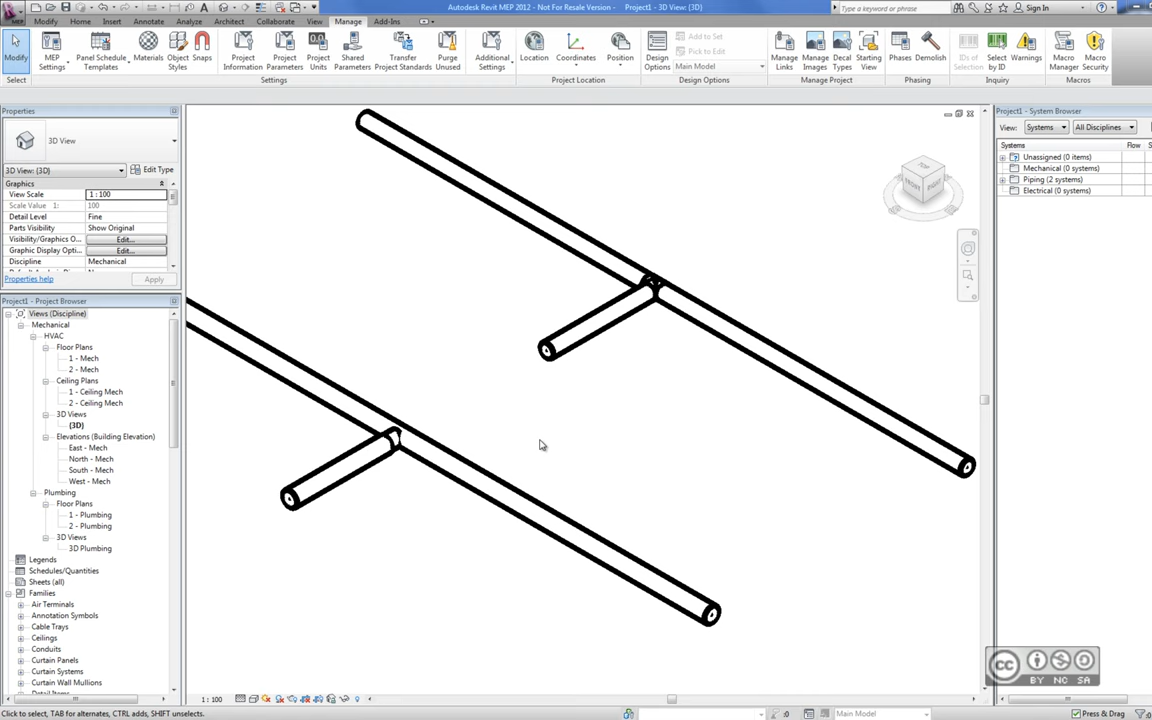 Autodesk Revit MEP 2012 - Not For Resale Version - Project1 - 3D View: {3D}
Type a keyword or phrase
Sign In
MEP
Modify
Home
Insert
Annotate
Analyze
Architect
Collaborate
View
Manage
Add-Ins
Modify
MEP Settings
Panel Schedule Templates
Materials
Object Styles
Snaps
Project Information
Project Parameters
Project Units
Shared Parameters
Transfer Project Standards
Purge Unused
Additional Settings
Location
Coordinates
Position
Design Options
Add to Set
Pick to Edit
Main Model
Manage Links
Manage Images
Decal Types
Starting View
Phases
Demolish
IDs of Selection
Select by ID
Warnings
Macro Manager
Macro Security
Select
Settings
Project Location
Design Options
Manage Project
Phasing
Inquiry
Macros
Properties
3D View
3D View: {3D}
Edit Type
Graphics
View Scale 1 : 100
Scale Value 1: 100
Detail Level Fine
Parts Visibility Show Original
Visibility/Graphics O... Edit...
Graphic Display Opti... Edit...
Discipline Mechanical
Properties help
Apply
Project1 - Project Browser
Views (Discipline)
Mechanical
HVAC
Floor Plans
1 - Mech
2 - Mech
Ceiling Plans
1 - Ceiling Mech
2 - Ceiling Mech
3D Views
{3D}
Elevations (Building Elevation)
East - Mech
North - Mech
South - Mech
West - Mech
Plumbing
Floor Plans
1 - Plumbing
2 - Plumbing
3D Views
3D Plumbing
Legends
Schedules/Quantities
Sheets (all)
Families
Air Terminals
Annotation Symbols
Cable Trays
Ceilings
Conduits
Curtain Panels
Curtain Systems
Curtain Wall Mullions
Detail Items
TOP
FRONT
RIGHT
Project1 - System Browser
View: Systems All Disciplines
Systems Flow S
Unassigned (0 items)
Mechanical (0 systems)
Piping (2 systems)
Electrical (0 systems)
cc
BY NC SA
1 : 100
Click to select, TAB for alternates, CTRL adds, SHIFT unselects.
:0
Main Model
Press & Drag
:0